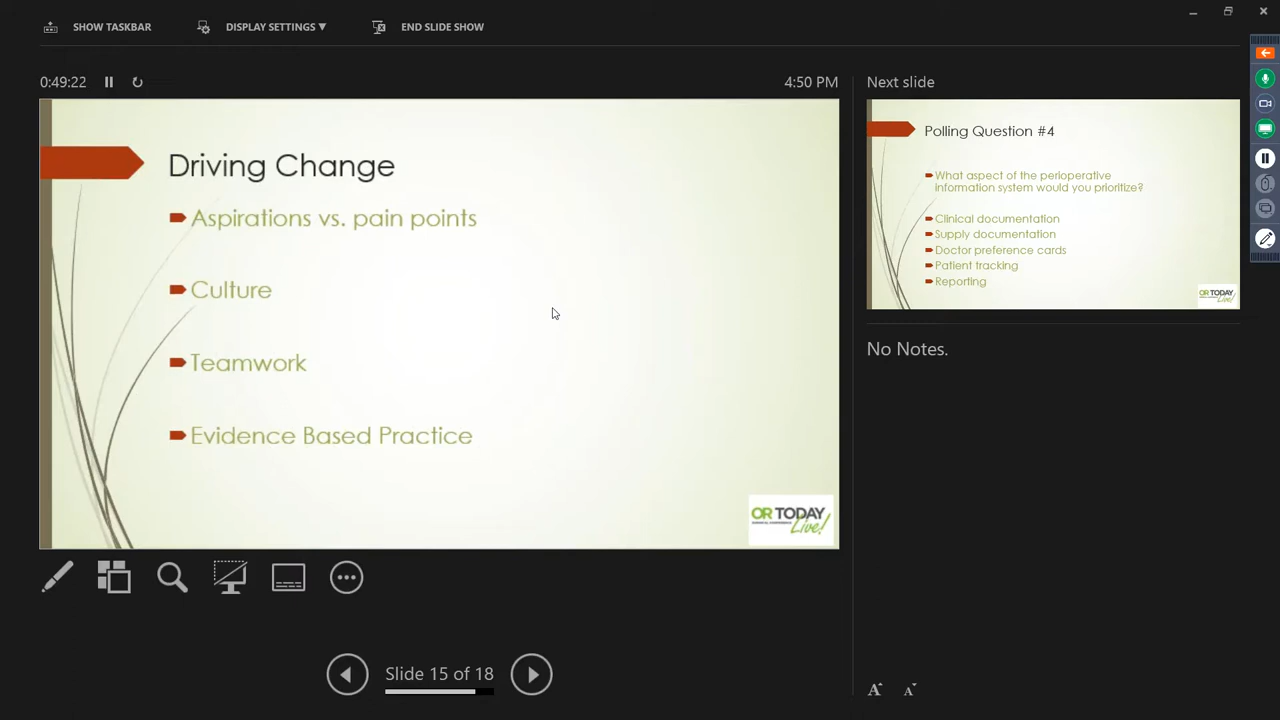 SHOW TASKBAR
DISPLAY SETTINGS ▼
END SLIDE SHOW
0:49:22
4:50 PM
Driving Change
Aspirations vs. pain points
Culture
Teamwork
Evidence Based Practice
OR TODAY
Live!
Slide 15 of 18
Next slide
Polling Question #4
What aspect of the perioperative
information system would you prioritize?
Clinical documentation
Supply documentation
Doctor preference cards
Patient tracking
Reporting
OR TODAY
Live!
No Notes.
A A